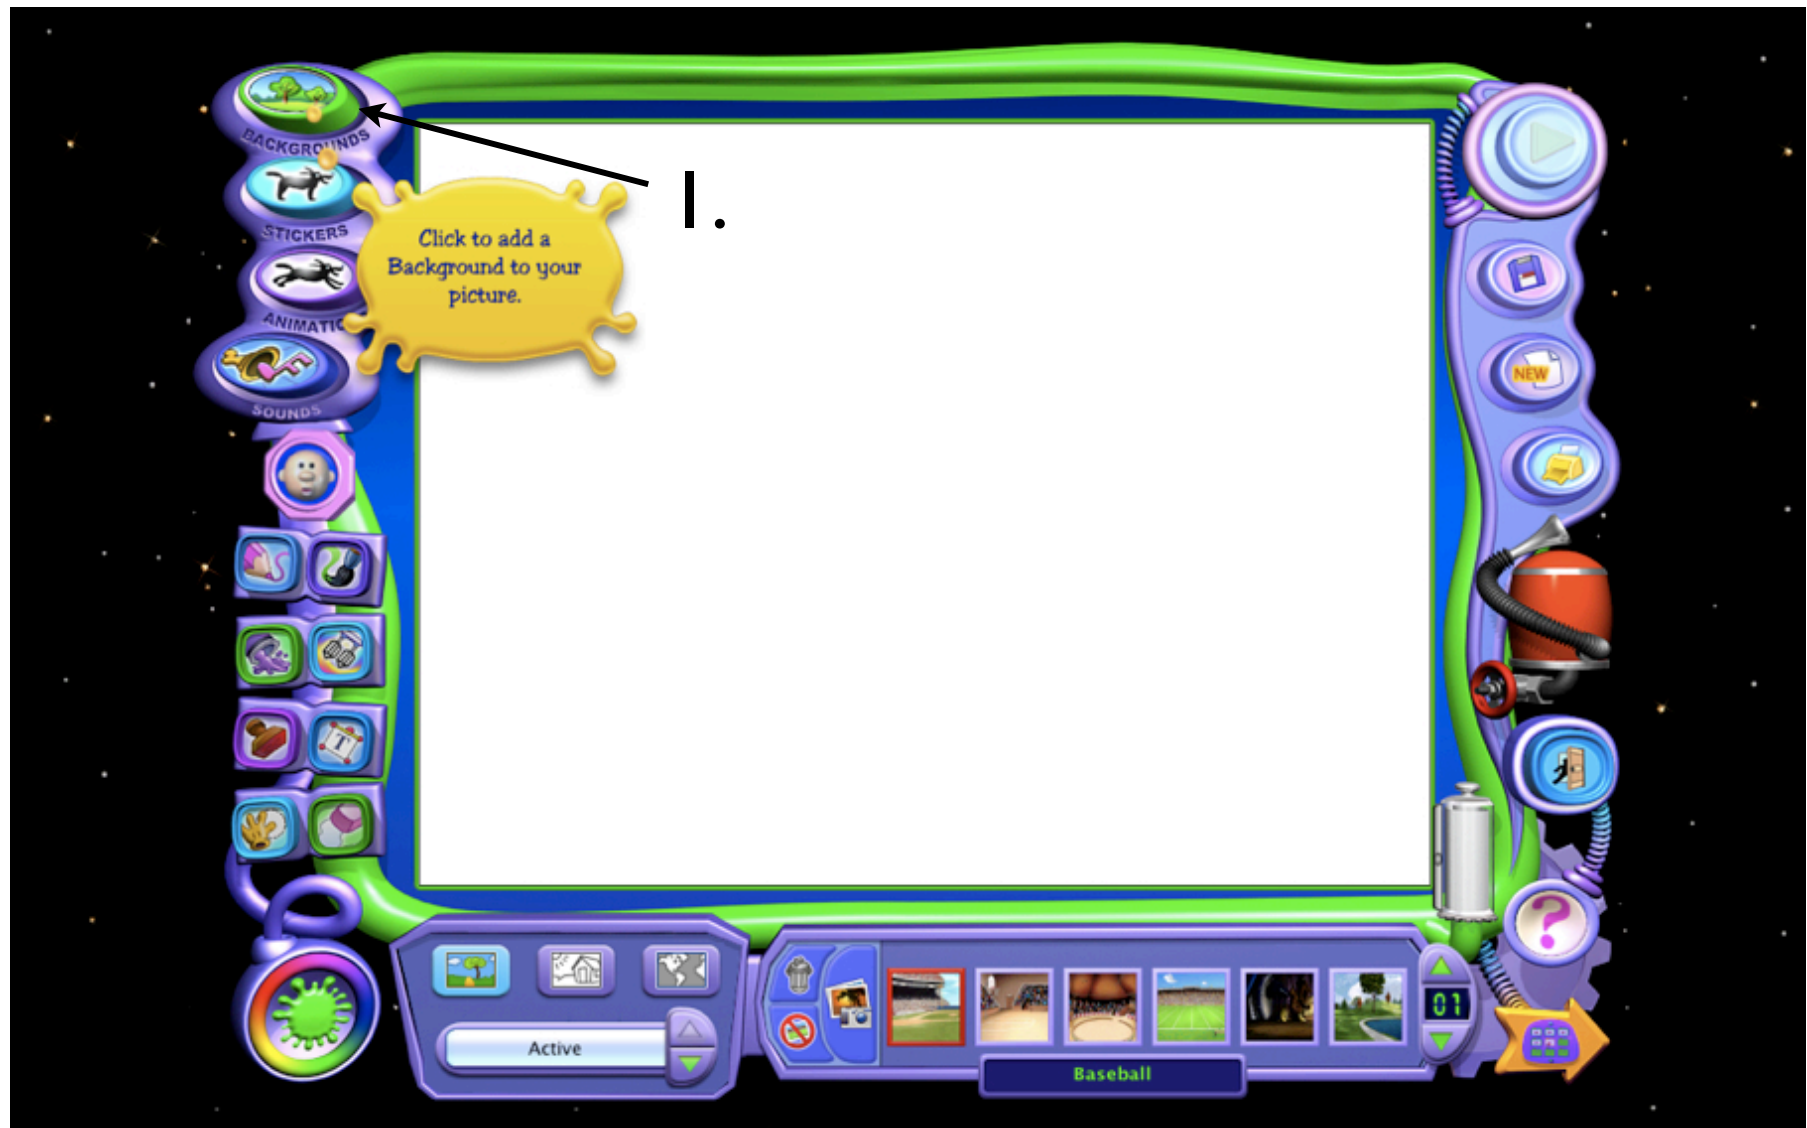 BACKGROUNDS
1.
STICKERS
Click to add a
Background to your
picture.
ANIMATIO
SOUNDS
NEW
T
?
Active
01
Baseball